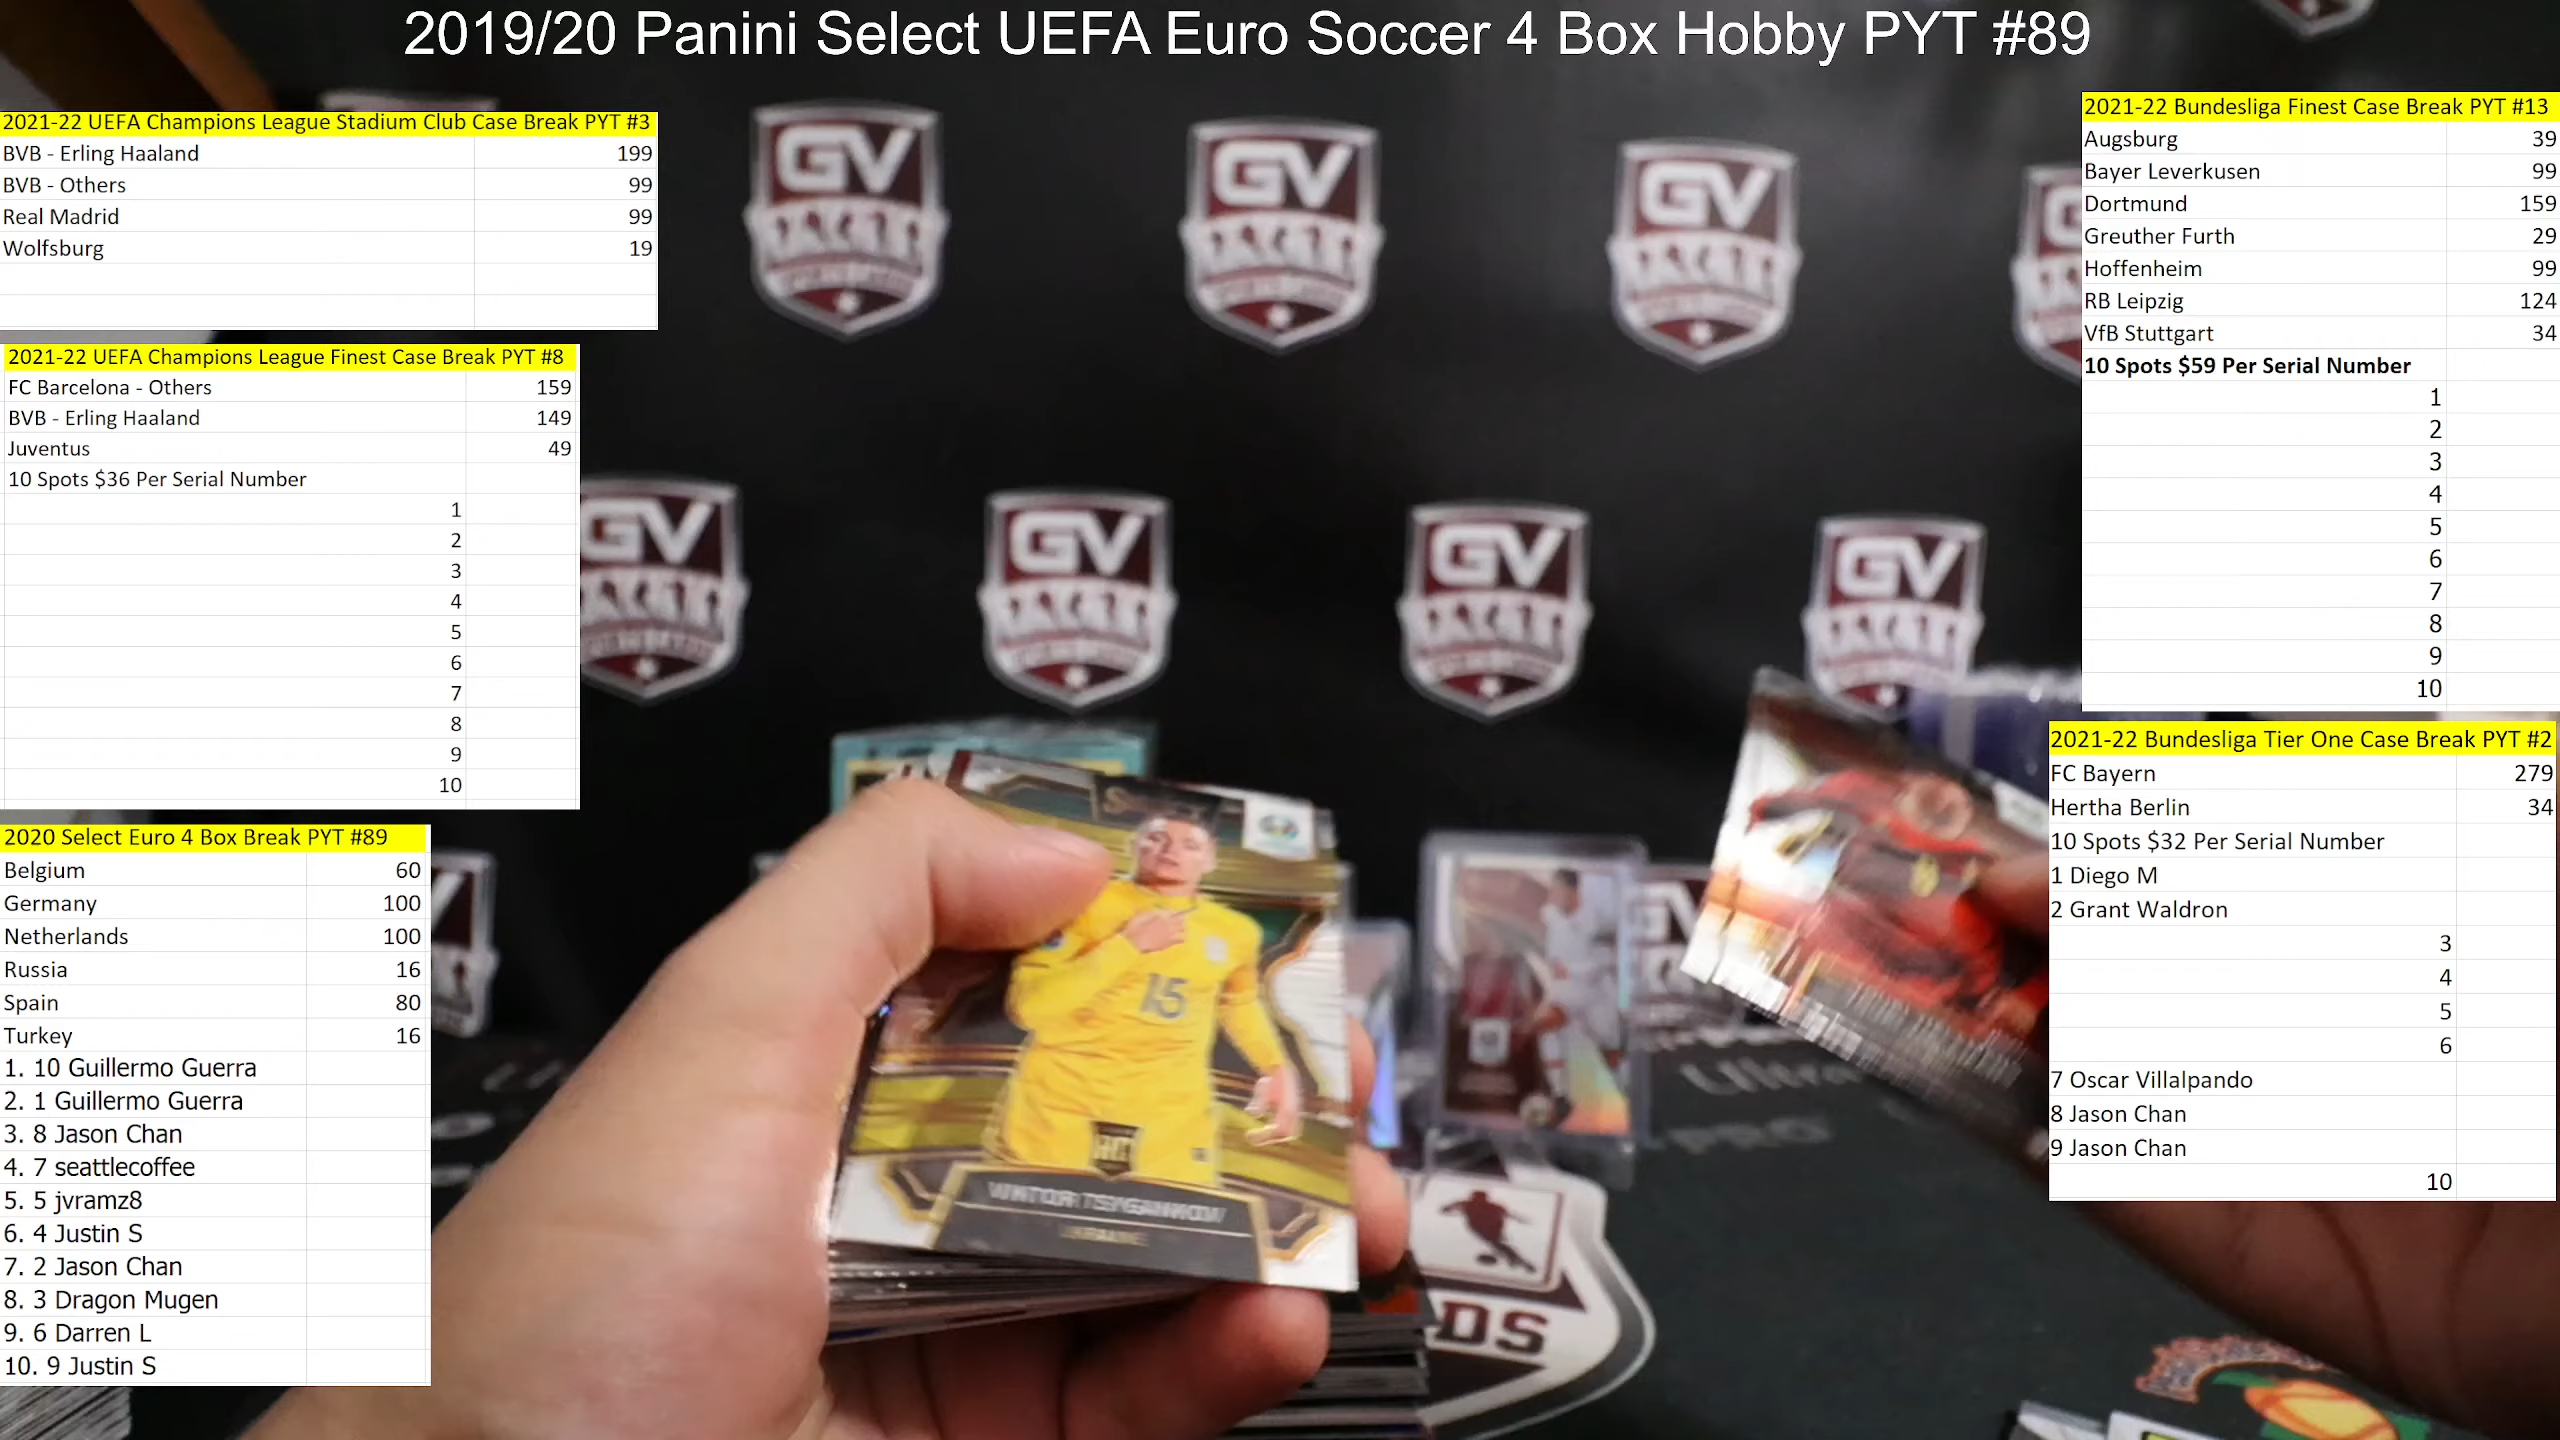 2019/20 Panini Select UEFA Euro Soccer 4 Box Hobby PYT #89
2021-22 UEFA Champions League Stadium Club Case Break PYT #3
BVB - Erling Haaland 199
BVB - Others 99
Real Madrid 99
Wolfsburg 19
2021-22 UEFA Champions League Finest Case Break PYT #8
FC Barcelona - Others 159
BVB - Erling Haaland 149
Juventus 49
10 Spots $36 Per Serial Number
1
2
3
4
5
6
7
8
9
10
2020 Select Euro 4 Box Break PYT #89
Belgium 60
Germany 100
Netherlands 100
Russia 16
Spain 80
Turkey 16
1. 10 Guillermo Guerra
2. 1 Guillermo Guerra
3. 8 Jason Chan
4. 7 seattlecoffee
5. 5 jvramz8
6. 4 Justin S
7. 2 Jason Chan
8. 3 Dragon Mugen
9. 6 Darren L
10. 9 Justin S
2021-22 Bundesliga Finest Case Break PYT #13
Augsburg 39
Bayer Leverkusen 99
Dortmund 159
Greuther Furth 29
Hoffenheim 99
RB Leipzig 124
VfB Stuttgart 34
10 Spots $59 Per Serial Number
1
2
3
4
5
6
7
8
9
10
2021-22 Bundesliga Tier One Case Break PYT #2
FC Bayern 279
Hertha Berlin 34
10 Spots $32 Per Serial Number
1 Diego M
2 Grant Waldron
3
4
5
6
7 Oscar Villalpando
8 Jason Chan
9 Jason Chan
10
GV
GV
GV
GV
GV
GV
GV
15
UKRAINE
DS
PRO